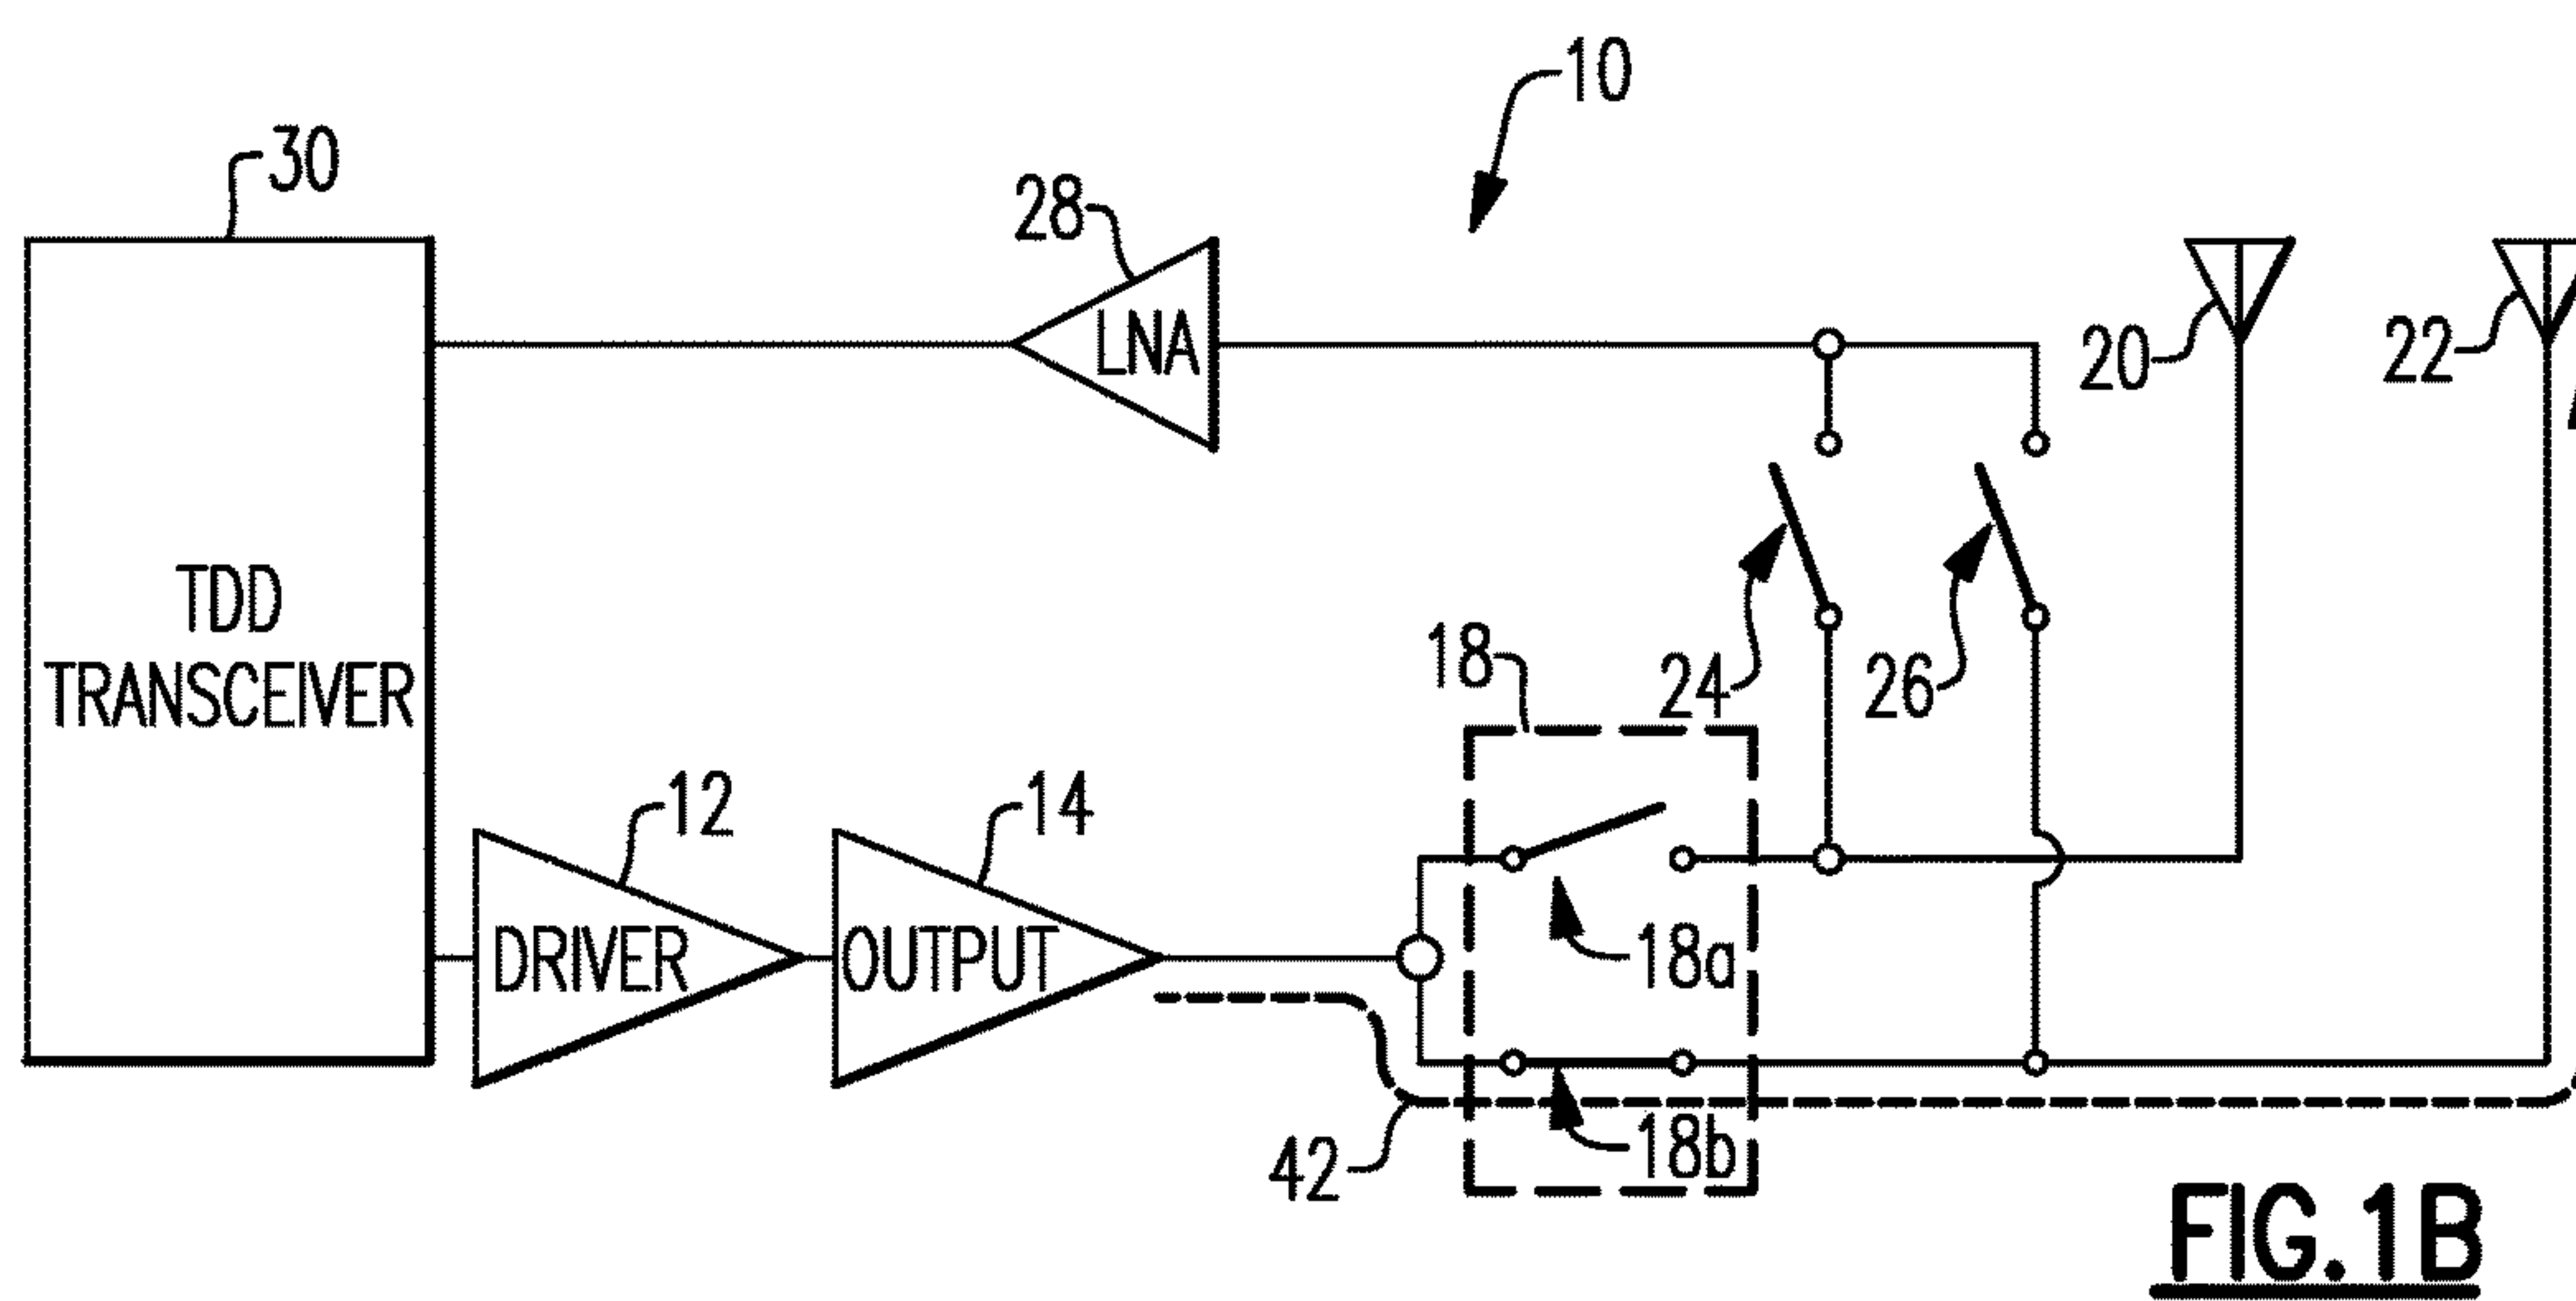 10
30
28
LNA
20
22
TDD
TRANSCEIVER
18
24
26
12
14
DRIVER
OUTPUT
18a
18b
42
FIG.1B